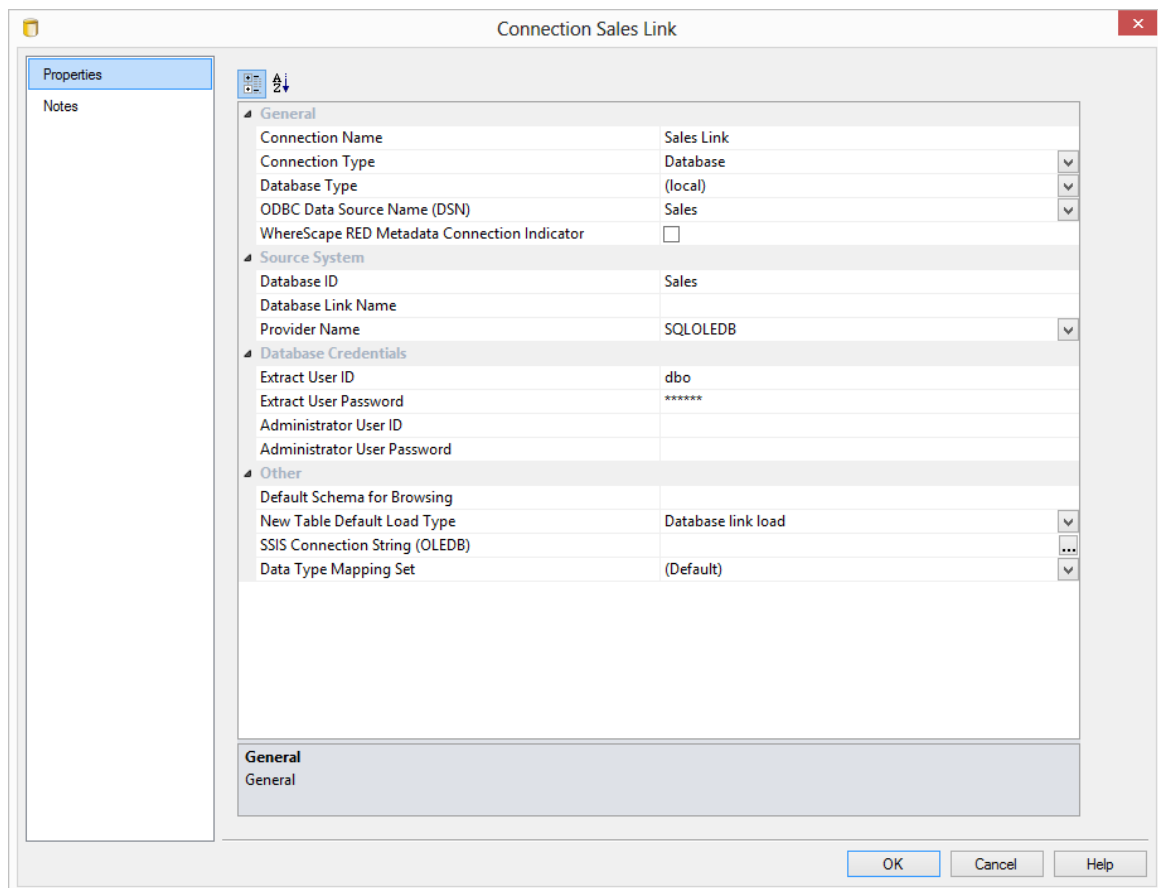 Connection Sales Link
Properties
Notes
General
Connection Name Sales Link
Connection Type Database
Database Type (local)
ODBC Data Source Name (DSN) Sales
WhereScape RED Metadata Connection Indicator
Source System
Database ID Sales
Database Link Name
Provider Name SQLOLEDB
Database Credentials
Extract User ID dbo
Extract User Password ******
Administrator User ID
Administrator User Password
Other
Default Schema for Browsing
New Table Default Load Type Database link load
SSIS Connection String (OLEDB) ...
Data Type Mapping Set (Default)
General
General
OK Cancel Help